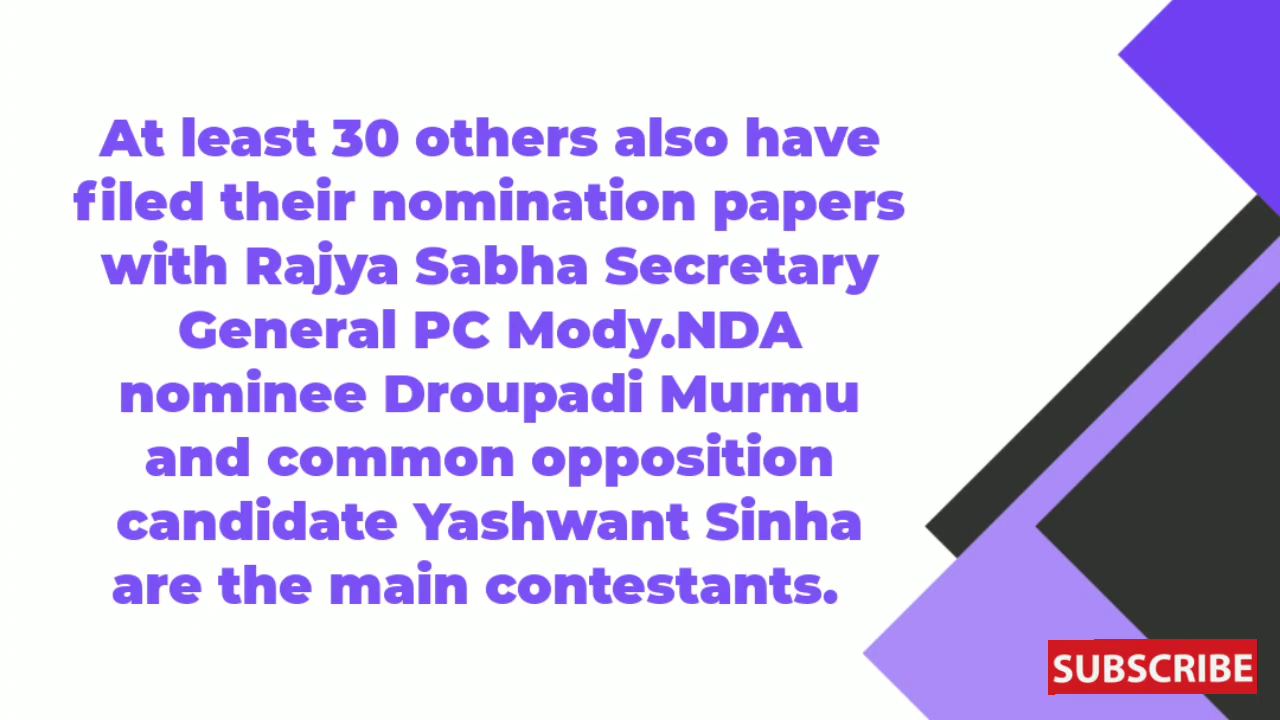 At least 30 others also have
filed their nomination papers
with Rajya Sabha Secretary
General PC Mody.NDA
nominee Droupadi Murmu
and common opposition
candidate Yashwant Sinha
are the main contestants.
SUBSCRIBE